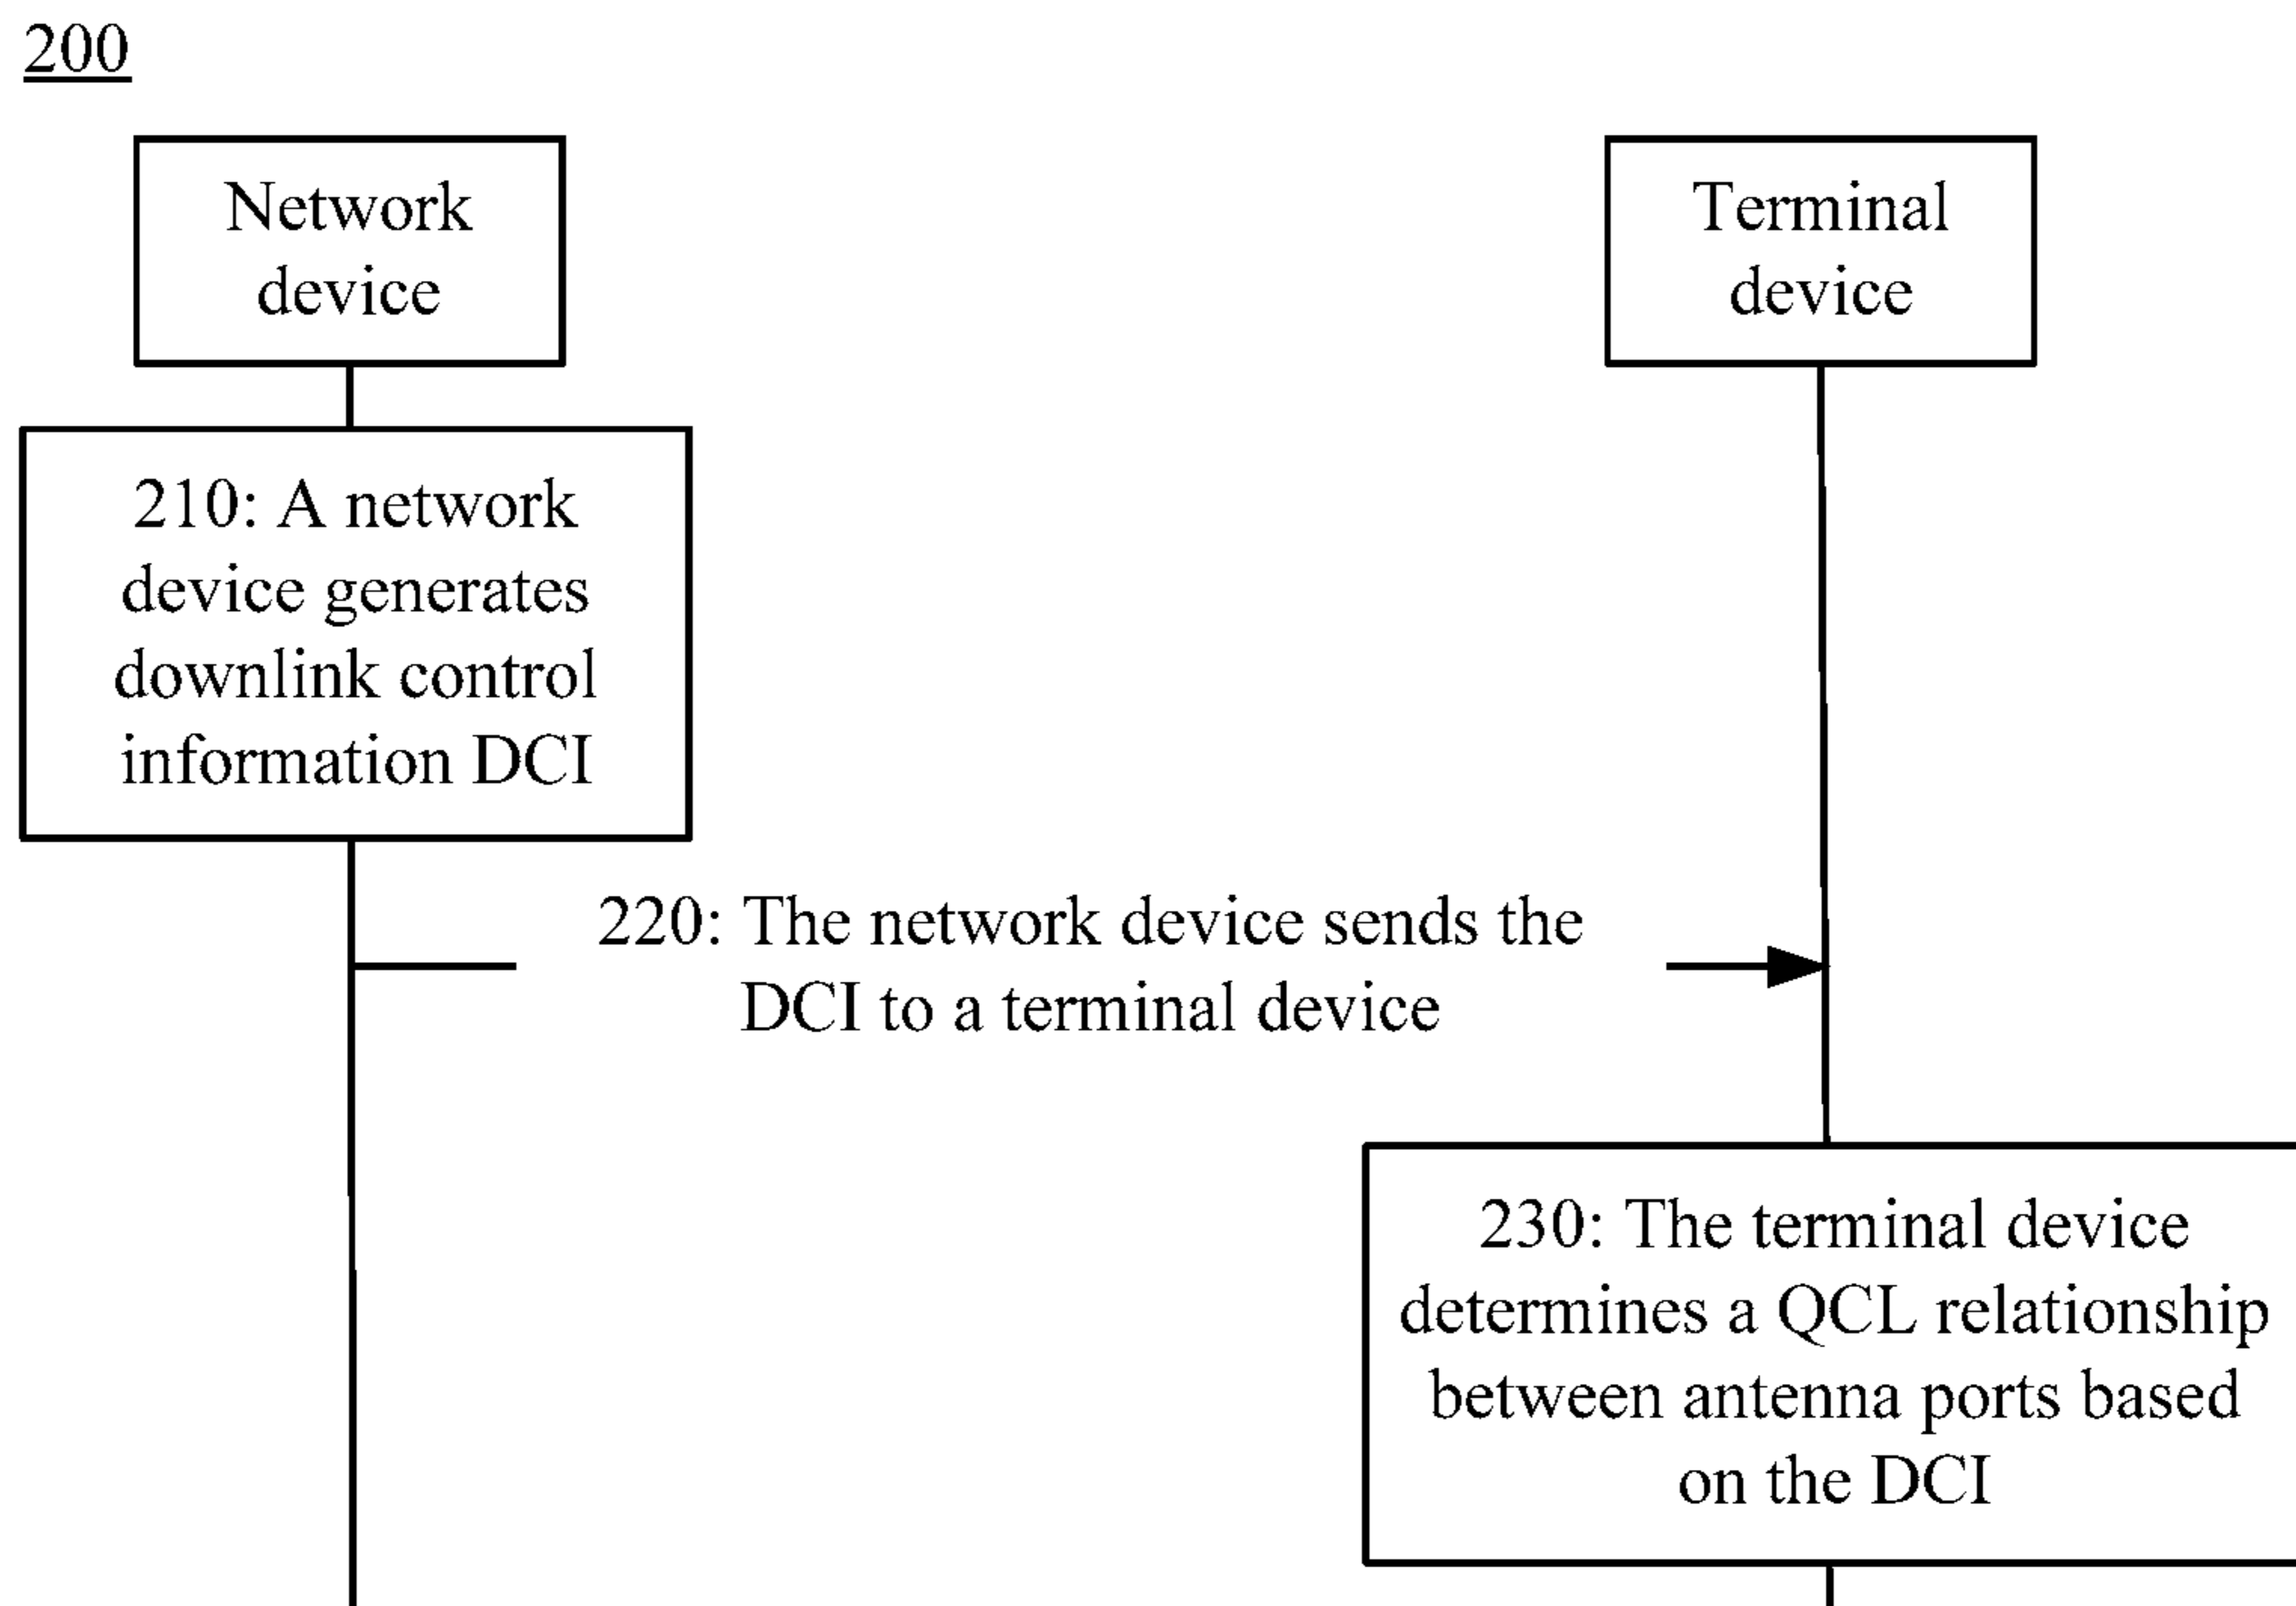 200
Network
device
Terminal
device
210: A network
device generates
downlink control
information DCI
220: The network device sends the
DCI to a terminal device
230: The terminal device
determines a QCL relationship
between antenna ports based
on the DCI